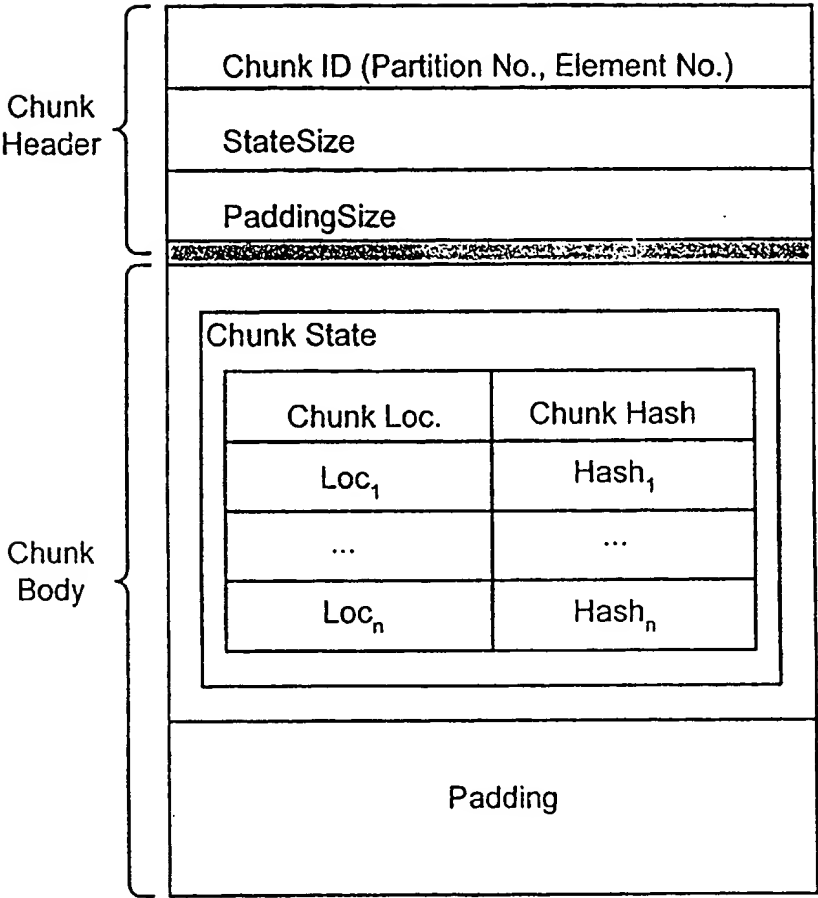 Chunk Header
Chunk ID (Partition No., Element No.)
StateSize
PaddingSize
Chunk Body
Chunk State
Chunk Loc. Chunk Hash
Loc₁ Hash₁
... ...
Locₙ Hashₙ
Padding